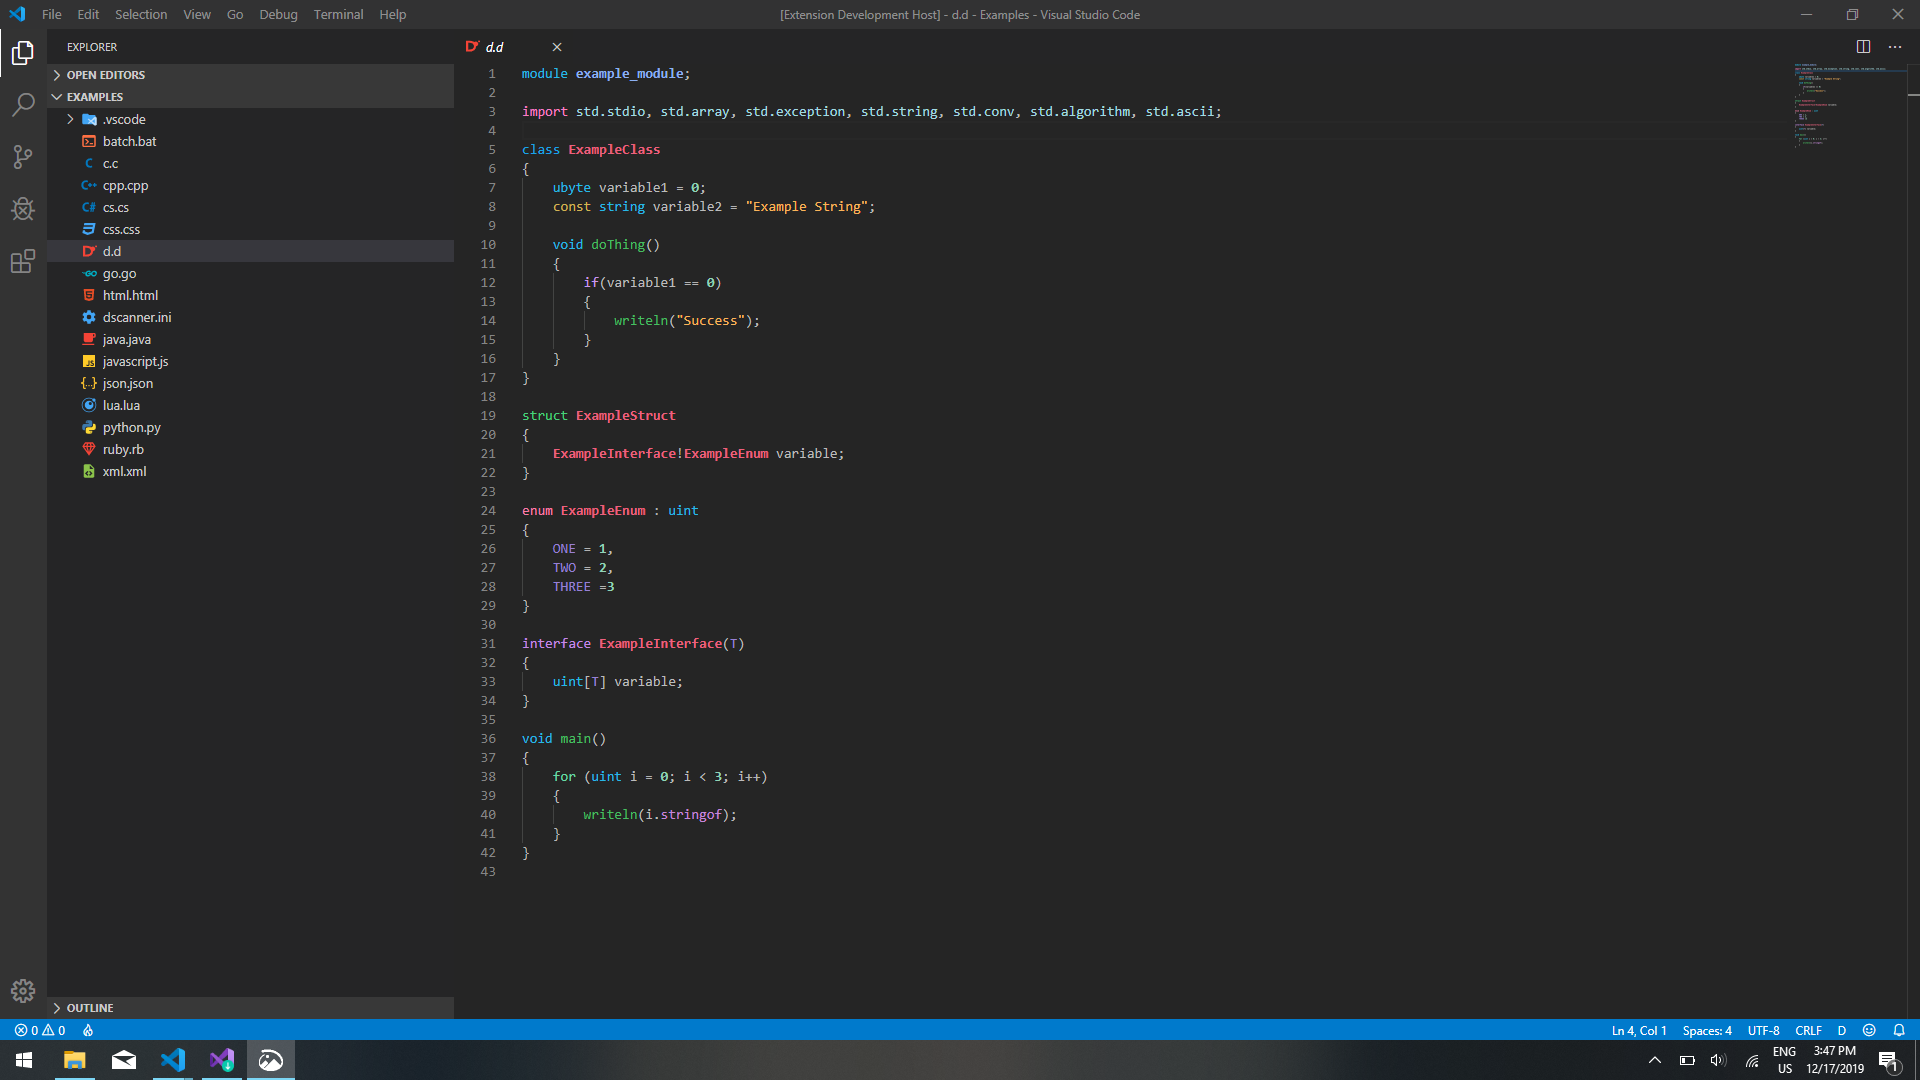 File Edit Selection View Go Debug Terminal Help
[Extension Development Host] - d.d - Examples - Visual Studio Code
EXPLORER
OPEN EDITORS
EXAMPLES
.vscode
batch.bat
c.c
cpp.cpp
cs.cs
css.css
d.d
go.go
html.html
dscanner.ini
java.java
javascript.js
json.json
lua.lua
python.py
ruby.rb
xml.xml
OUTLINE
d.d
1 module example_module;
2
3 import std.stdio, std.array, std.exception, std.string, std.conv, std.algorithm, std.ascii;
4
5 class ExampleClass
6 {
7     ubyte variable1 = 0;
8     const string variable2 = "Example String";
9
10     void doThing()
11     {
12         if(variable1 == 0)
13         {
14             writeln("Success");
15         }
16     }
17 }
18
19 struct ExampleStruct
20 {
21     ExampleInterface!ExampleEnum variable;
22 }
23
24 enum ExampleEnum : uint
25 {
26     ONE = 1,
27     TWO = 2,
28     THREE =3
29 }
30
31 interface ExampleInterface(T)
32 {
33     uint[T] variable;
34 }
35
36 void main()
37 {
38     for (uint i = 0; i < 3; i++)
39     {
40         writeln(i.stringof);
41     }
42 }
43
0 0
Ln 4, Col 1 Spaces: 4 UTF-8 CRLF D
ENG
US
3:47 PM
12/17/2019
1